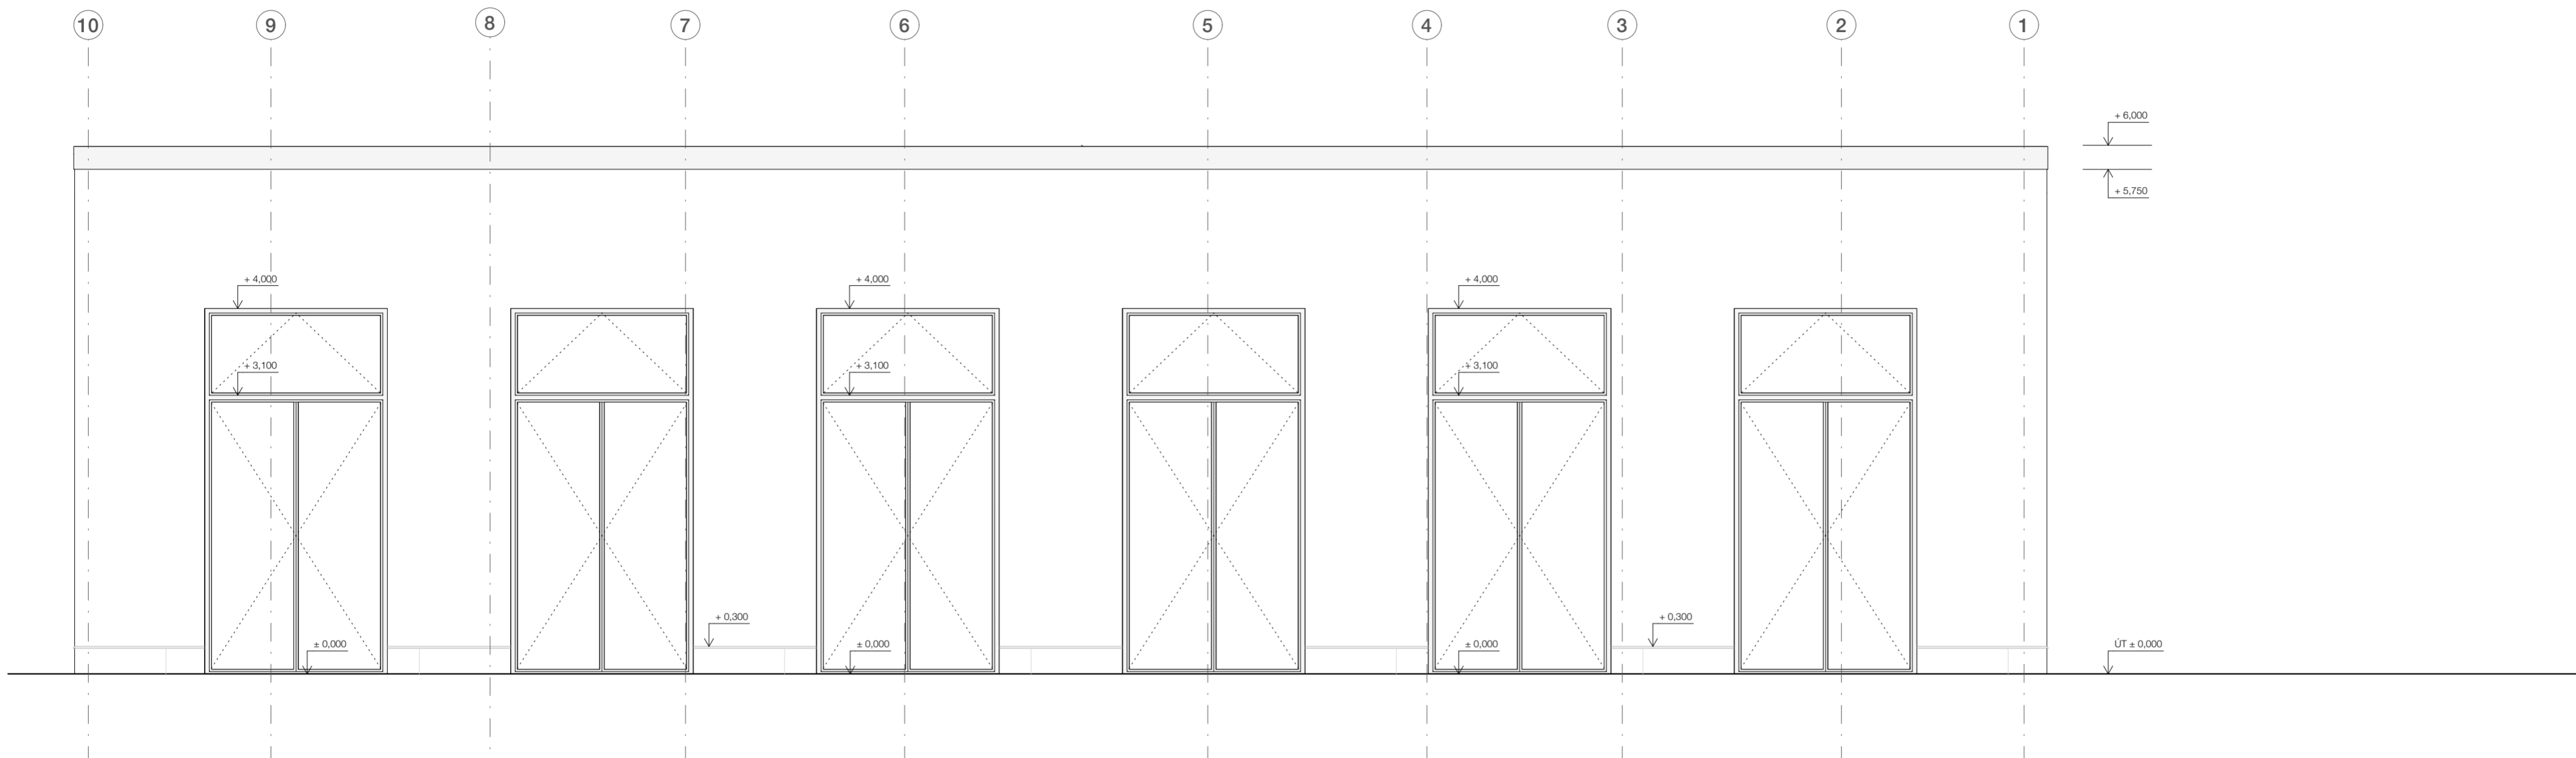 10 9 8 7 6 5 4 3 2 1
+ 6,000
+ 5,750
+ 4,000 + 4,000 + 4,000
+ 3,100 + 3,100 + 3,100
+ 0,300 + 0,300
± 0,000 ± 0,000 ± 0,000 ÚT ± 0,000